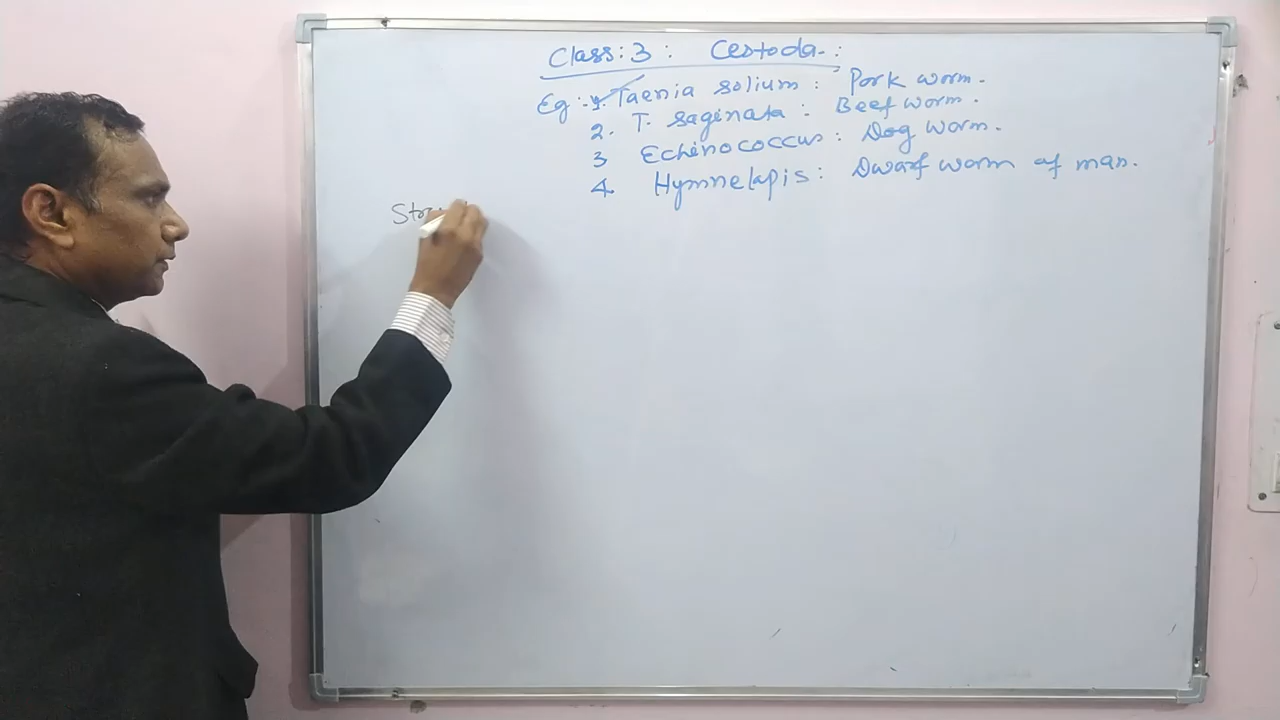 Class: 3 : Cestoda :
Eg :- 1. Taenia solium : Pork worm.
2. T. saginata : Beef worm.
3 Echinococcus : Dog worm.
4. Hymnelapis : Dwarf worm of man.